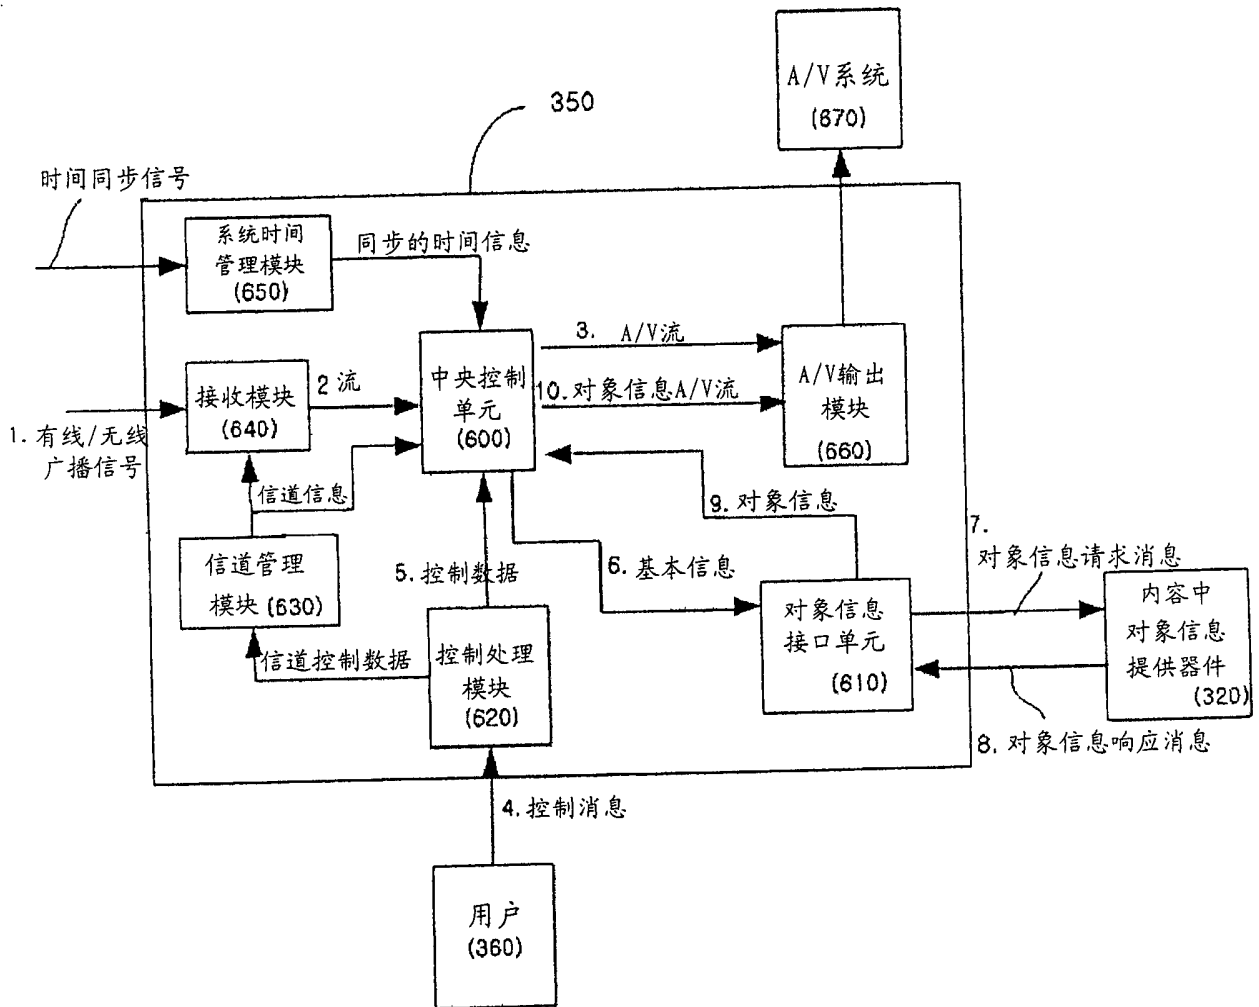 A/V系统
(670)
350
时间同步信号
系统时间
管理模块
(650)
同步的时间信息
3. A/V流
中央控制
单元
(600)
A/V输出
模块
(660)
2 流
接收模块
(640)
10.对象信息A/V流
1.有线/无线
广播信号
信道信息
9.对象信息
7.
对象信息请求消息
信道管理
模块(630)
5.控制数据
6.基本信息
对象信息
接口单元
(610)
内容中
对象信息
提供器件
(320)
信道控制数据
控制处理
模块
(620)
8.对象信息响应消息
4.控制消息
用户
(360)